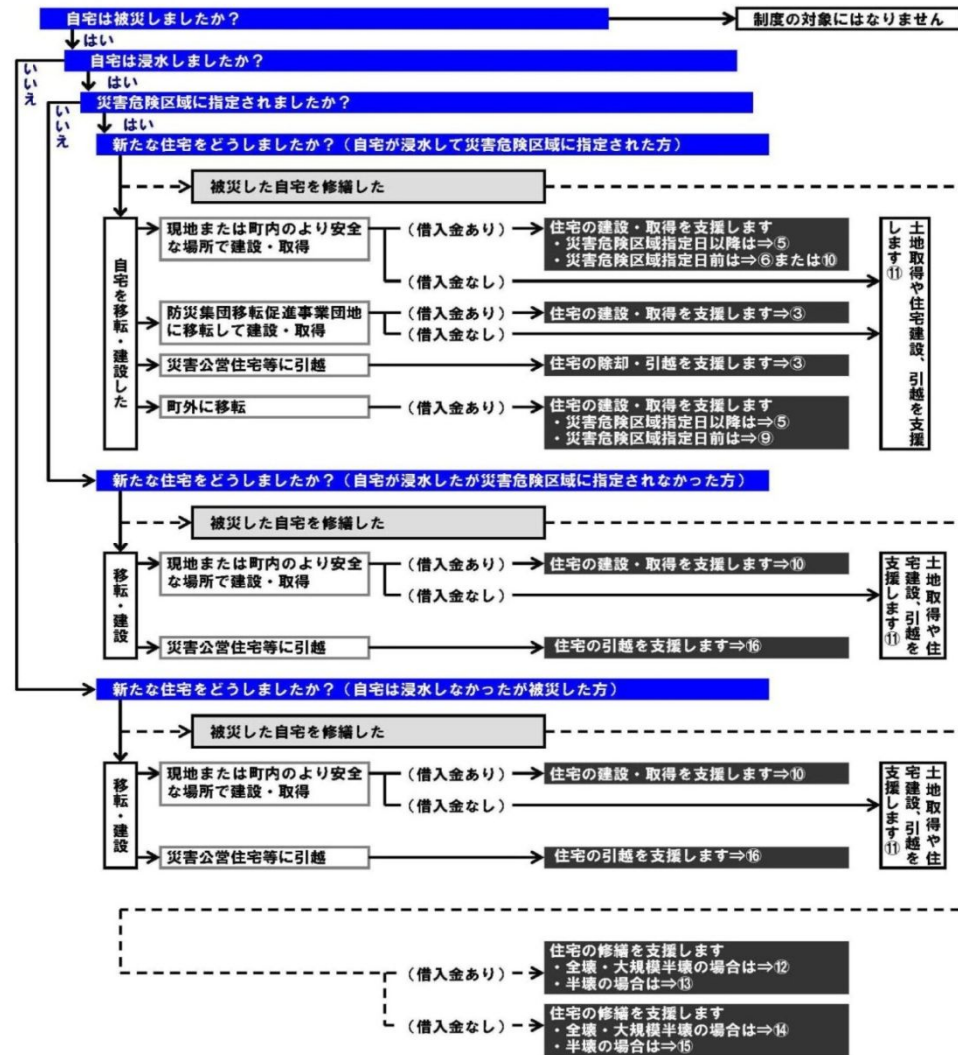 自宅は被災しましたか？
制度の対象にはなりません
はい
自宅は浸水しましたか？
いいえ
はい
災害危険区域に指定されましたか？
いいえ
はい
新たな住宅をどうしましたか？（自宅が浸水して災害危険区域に指定された方）
被災した自宅を修繕した
自宅を移転・建設した
現地または町内のより安全
な場所で建設・取得
（借入金あり）
住宅の建設・取得を支援します
・災害危険区域指定日以降は⇒⑤
・災害危険区域指定日前は⇒⑥または⑩
（借入金なし）
土地取得や住宅建設、引越を支援
します⑪
防災集団移転促進事業団地
に移転して建設・取得
（借入金あり）
住宅の建設・取得を支援します⇒③
（借入金なし）
災害公営住宅等に引越
住宅の除却・引越を支援します⇒③
町外に移転
（借入金あり）
住宅の建設・取得を支援します
・災害危険区域指定日以降は⇒⑤
・災害危険区域指定日前は⇒⑨
新たな住宅をどうしましたか？（自宅が浸水したが災害危険区域に指定されなかった方）
被災した自宅を修繕した
移転・建設
現地または町内のより安全
な場所で建設・取得
（借入金あり）
住宅の建設・取得を支援します⇒⑩
（借入金なし）
土地取得や住
宅建設、引越を
支援します⑪
災害公営住宅等に引越
住宅の引越を支援します⇒⑯
新たな住宅をどうしましたか？（自宅は浸水しなかったが被災した方）
被災した自宅を修繕した
移転・建設
現地または町内のより安全
な場所で建設・取得
（借入金あり）
住宅の建設・取得を支援します⇒⑩
（借入金なし）
土地取得や住
宅建設、引越を
支援します⑪
災害公営住宅等に引越
住宅の引越を支援します⇒⑯
（借入金あり）
住宅の修繕を支援します
・全壊・大規模半壊の場合は⇒⑫
・半壊の場合は⇒⑬
（借入金なし）
住宅の修繕を支援します
・全壊・大規模半壊の場合は⇒⑭
・半壊の場合は⇒⑮